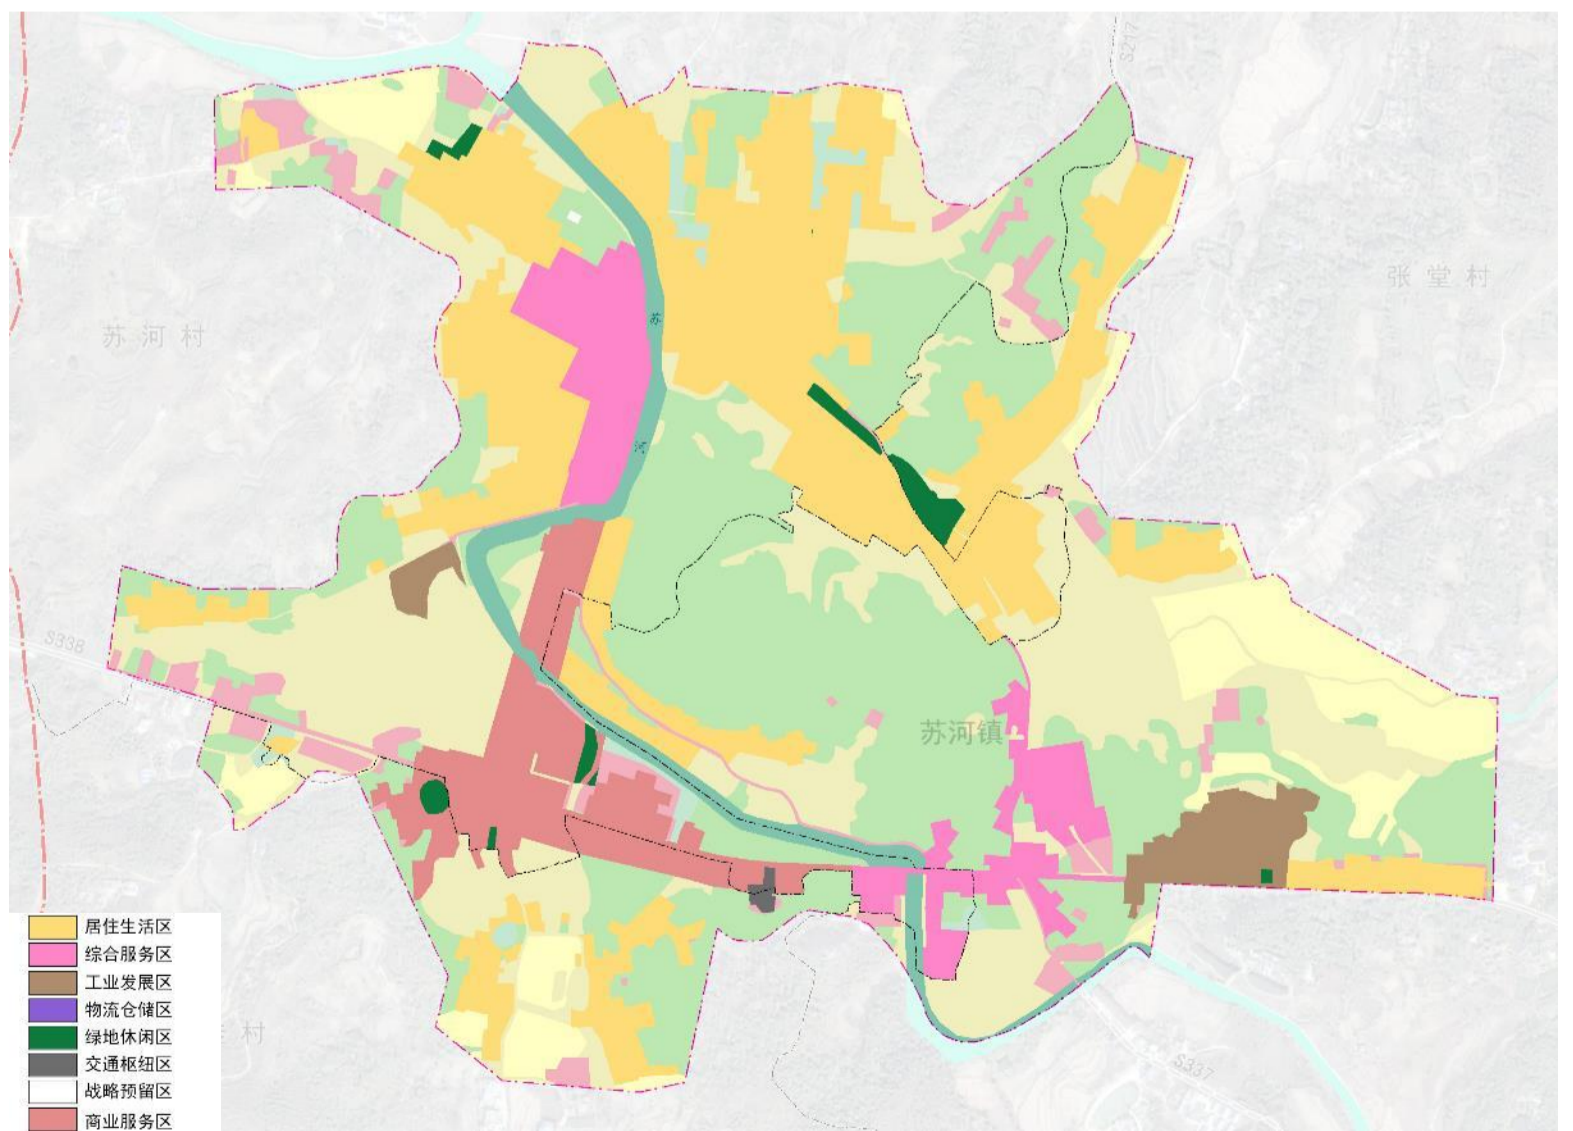 S217
苏
张堂村
苏河村
河
S338
苏河镇
居住生活区
综合服务区
工业发展区
物流仓储区
绿地休闲区
村
交通枢纽区
战略预留区
S337
商业服务区